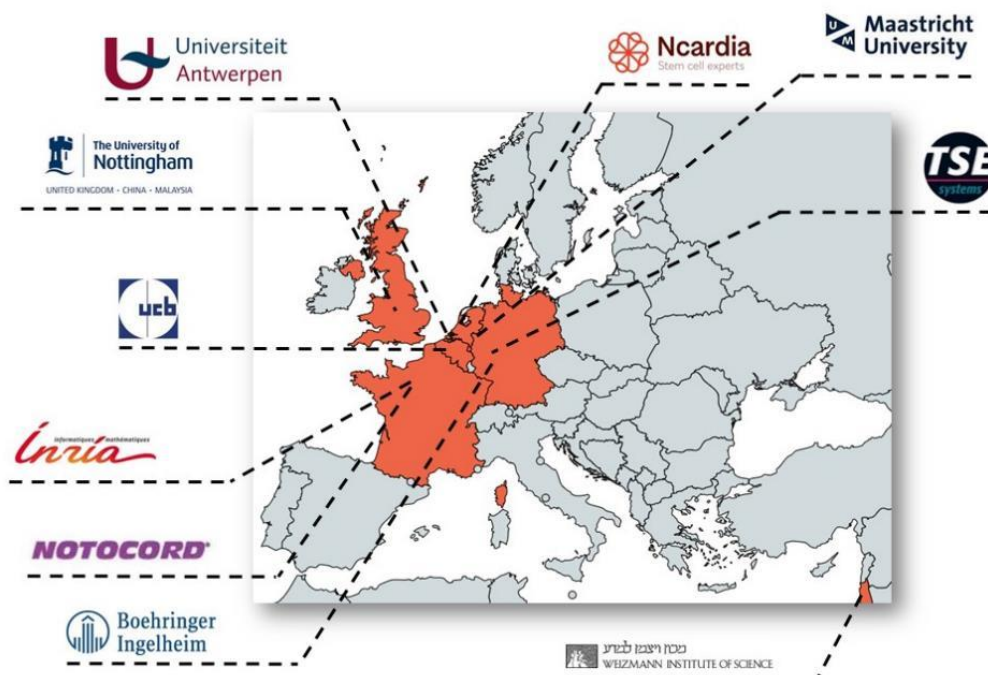 Universiteit
Antwerpen
Ncardia
Stem cell experts
Maastricht
University
UM
The University of
Nottingham
UNITED KINGDOM • CHINA • MALAYSIA
TSE
systems
ucb
informatiques mathématiques
Inria
NOTOCORD
Boehringer
Ingelheim
מכון ויצמן למדע
WEIZMANN INSTITUTE OF SCIENCE